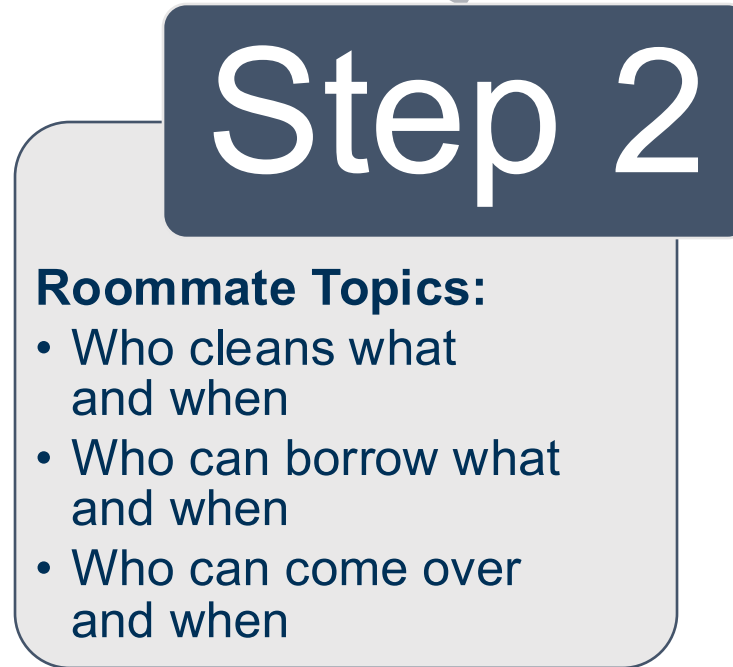 Step 2
Roommate Topics:
• Who cleans what
and when
• Who can borrow what
and when
• Who can come over
and when